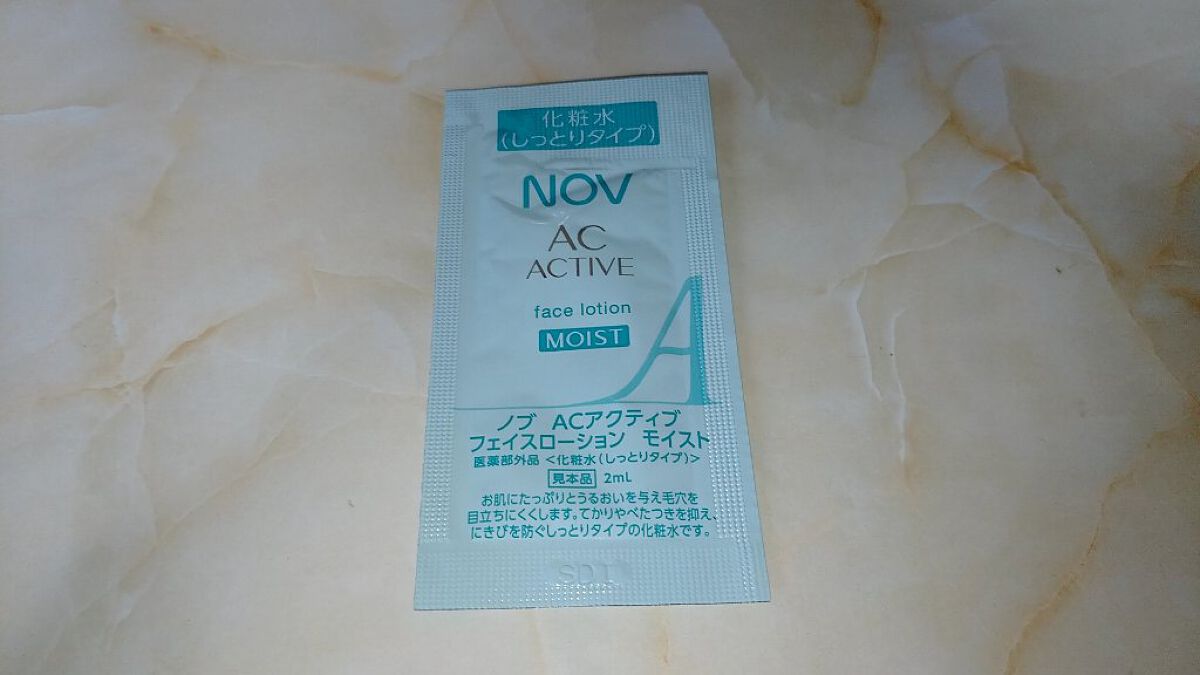 化粧水
(しっとりタイプ)
NOV
AC
ACTIVE
face lotion
MOIST
ノブ ACアクティブ
フェイスローション モイスト
医薬部外品 <化粧水(しっとりタイプ)>
見本品 2mL
お肌にたっぷりとうるおいを与え毛穴を
目立ちにくくします。てかりやべたつきを抑え、
にきびを防ぐしっとりタイプの化粧水です。